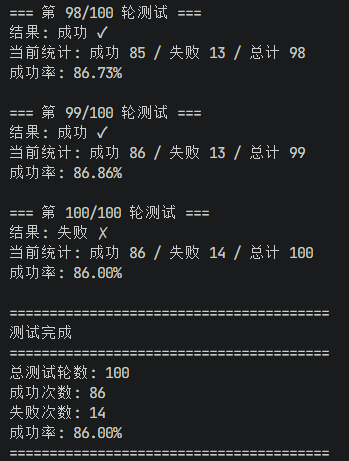 === 第 98/100 轮测试 ===
结果: 成功 ✓
当前统计: 成功 85 / 失败 13 / 总计 98
成功率: 86.73%
=== 第 99/100 轮测试 ===
结果: 成功 ✓
当前统计: 成功 86 / 失败 13 / 总计 99
成功率: 86.86%
=== 第 100/100 轮测试 ===
结果: 失败 ✗
当前统计: 成功 86 / 失败 14 / 总计 100
成功率: 86.00%
========================================
测试完成
========================================
总测试轮数: 100
成功次数: 86
失败次数: 14
成功率: 86.00%
========================================